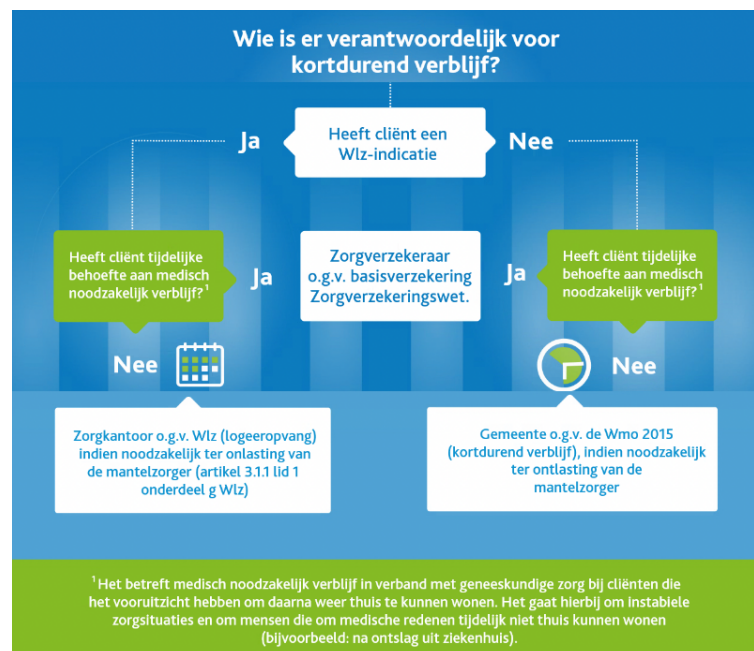 Wie is er verantwoordelijk voor
kortdurend verblijf?
Ja
Heeft cliënt een
Wlz-indicatie
Nee
Heeft cliënt tijdelijke
behoefte aan medisch
noodzakelijk verblijf?¹
Ja
Zorgverzekeraar
o.g.v. basisverzekering
Zorgverzekeringswet.
Ja
Heeft cliënt tijdelijke
behoefte aan medisch
noodzakelijk verblijf?¹
Nee
Nee
Zorgkantoor o.g.v. Wlz (logeeropvang)
indien noodzakelijk ter onlasting van
de mantelzorger (artikel 3.1.1 lid 1
onderdeel g Wlz)
Gemeente o.g.v. de Wmo 2015
(kortdurend verblijf), indien noodzakelijk
ter ontlasting van de
mantelzorger
¹ Het betreft medisch noodzakelijk verblijf in verband met geneeskundige zorg bij cliënten die
het vooruitzicht hebben om daarna weer thuis te kunnen wonen. Het gaat hierbij om instabiele
zorgsituaties en om mensen die om medische redenen tijdelijk niet thuis kunnen wonen
(bijvoorbeeld: na ontslag uit ziekenhuis).